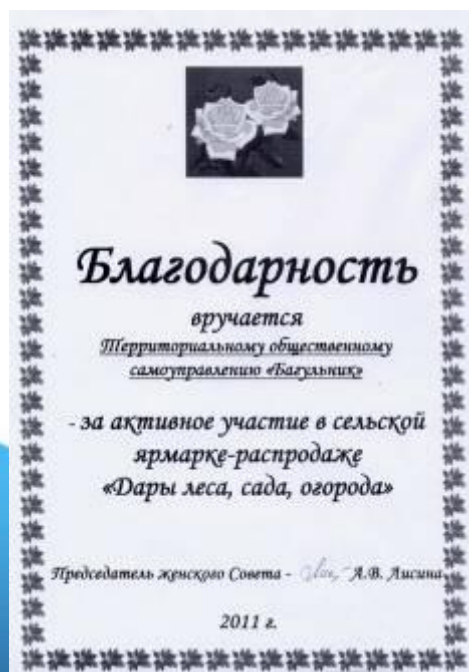 Благодарность
вручается
Территориальному общественному
самоуправлению «Багульник»
- за активное участие в сельской
ярмарке-распродаже
«Дары леса, сада, огорода»
Председатель женского Совета - А.В. Лисина
2011 г.